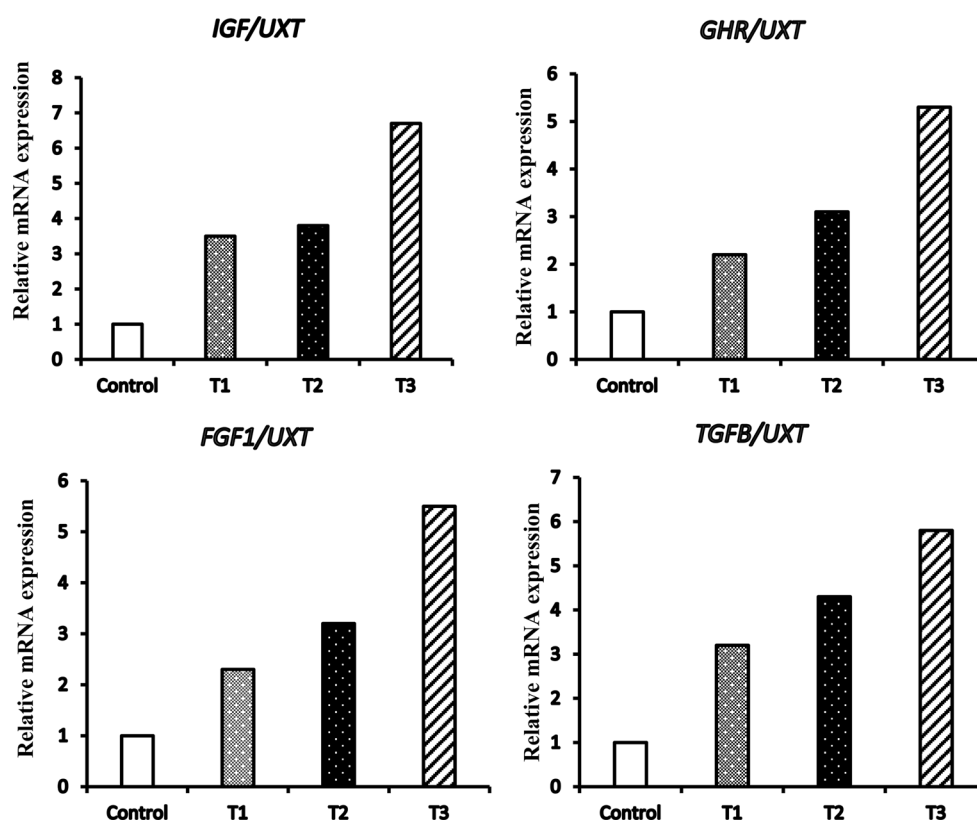 IGF/UXT
Relative mRNA expression
8
7
6
5
4
3
2
1
0
Control T1 T2 T3
GHR/UXT
Relative mRNA expression
6
5
4
3
2
1
0
Control T1 T2 T3
FGF1/UXT
Relative mRNA expression
6
5
4
3
2
1
0
Control T1 T2 T3
TGFB/UXT
Relative mRNA expression
7
6
5
4
3
2
1
0
Control T1 T2 T3